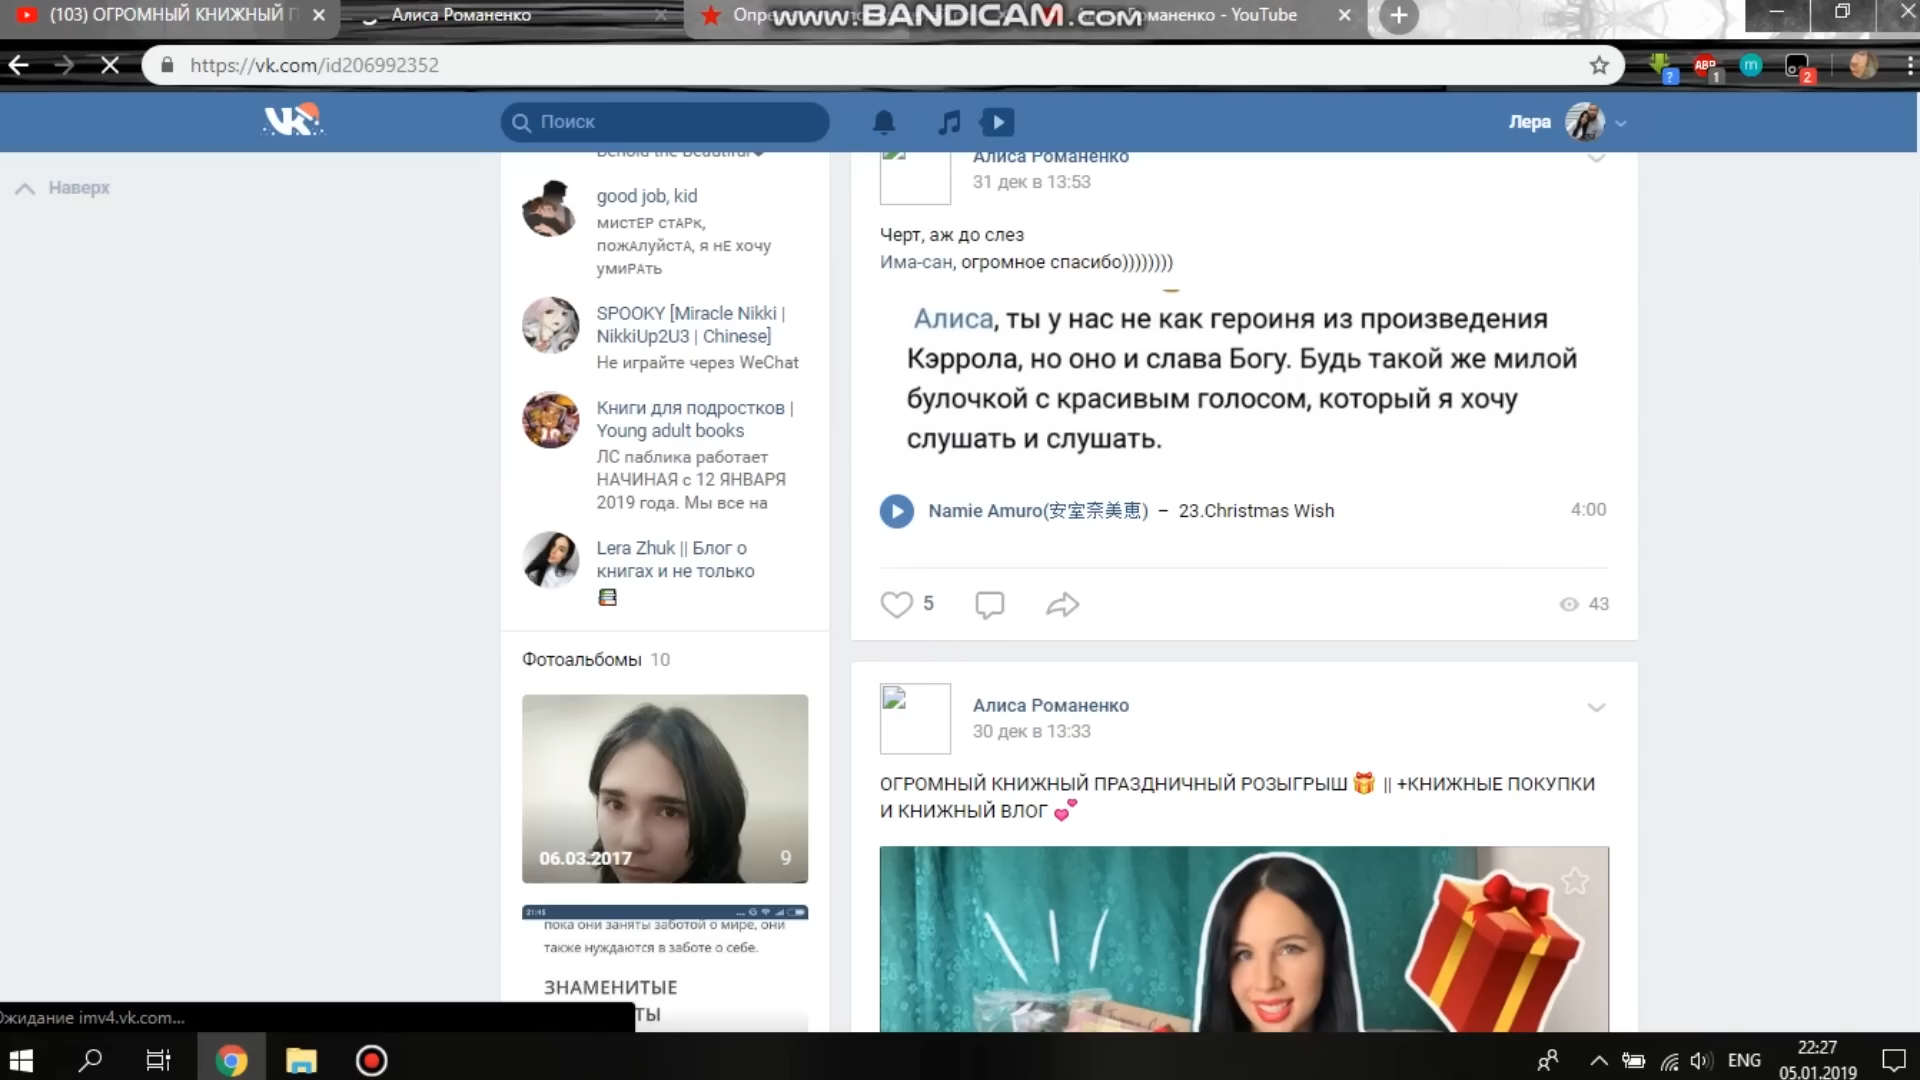 (103) ОГРОМНЫЙ КНИЖНЫЙ
Алиса Романенко
www.BANDICAM.com
Романенко - YouTube
https://vk.com/id206992352
ABP
1
m
2
Поиск
Лера
Наверх
Behold the Beautiful
good job, kid
мистЕР стАРк,
пожАлуйстА, я нЕ хочу
умиРАть
SPOOKY [Miracle Nikki |
NikkiUp2U3 | Chinese]
Не играйте через WeChat
Книги для подростков |
Young adult books
ЛС паблика работает
НАЧИНАЯ с 12 ЯНВАРЯ
2019 года. Мы все на
Lera Zhuk || Блог о
книгах и не только
Фотоальбомы 10
06.03.2017 9
21:45
пока они заняты заботой о мире, они
также нуждаются в заботе о себе.
ЗНАМЕНИТЫЕ
ТЫ
Алиса Романенко
31 дек в 13:53
Черт, аж до слез
Има-сан, огромное спасибо))))))))
Алиса, ты у нас не как героиня из произведения
Кэррола, но оно и слава Богу. Будь такой же милой
булочкой с красивым голосом, который я хочу
слушать и слушать.
Namie Amuro(安室奈美恵) – 23.Christmas Wish 4:00
5
43
Алиса Романенко
30 дек в 13:33
ОГРОМНЫЙ КНИЖНЫЙ ПРАЗДНИЧНЫЙ РОЗЫГРЫШ 🎁 || +КНИЖНЫЕ ПОКУПКИ
И КНИЖНЫЙ ВЛОГ 💕
Ожидание imv4.vk.com...
ENG
22:27
05.01.2019